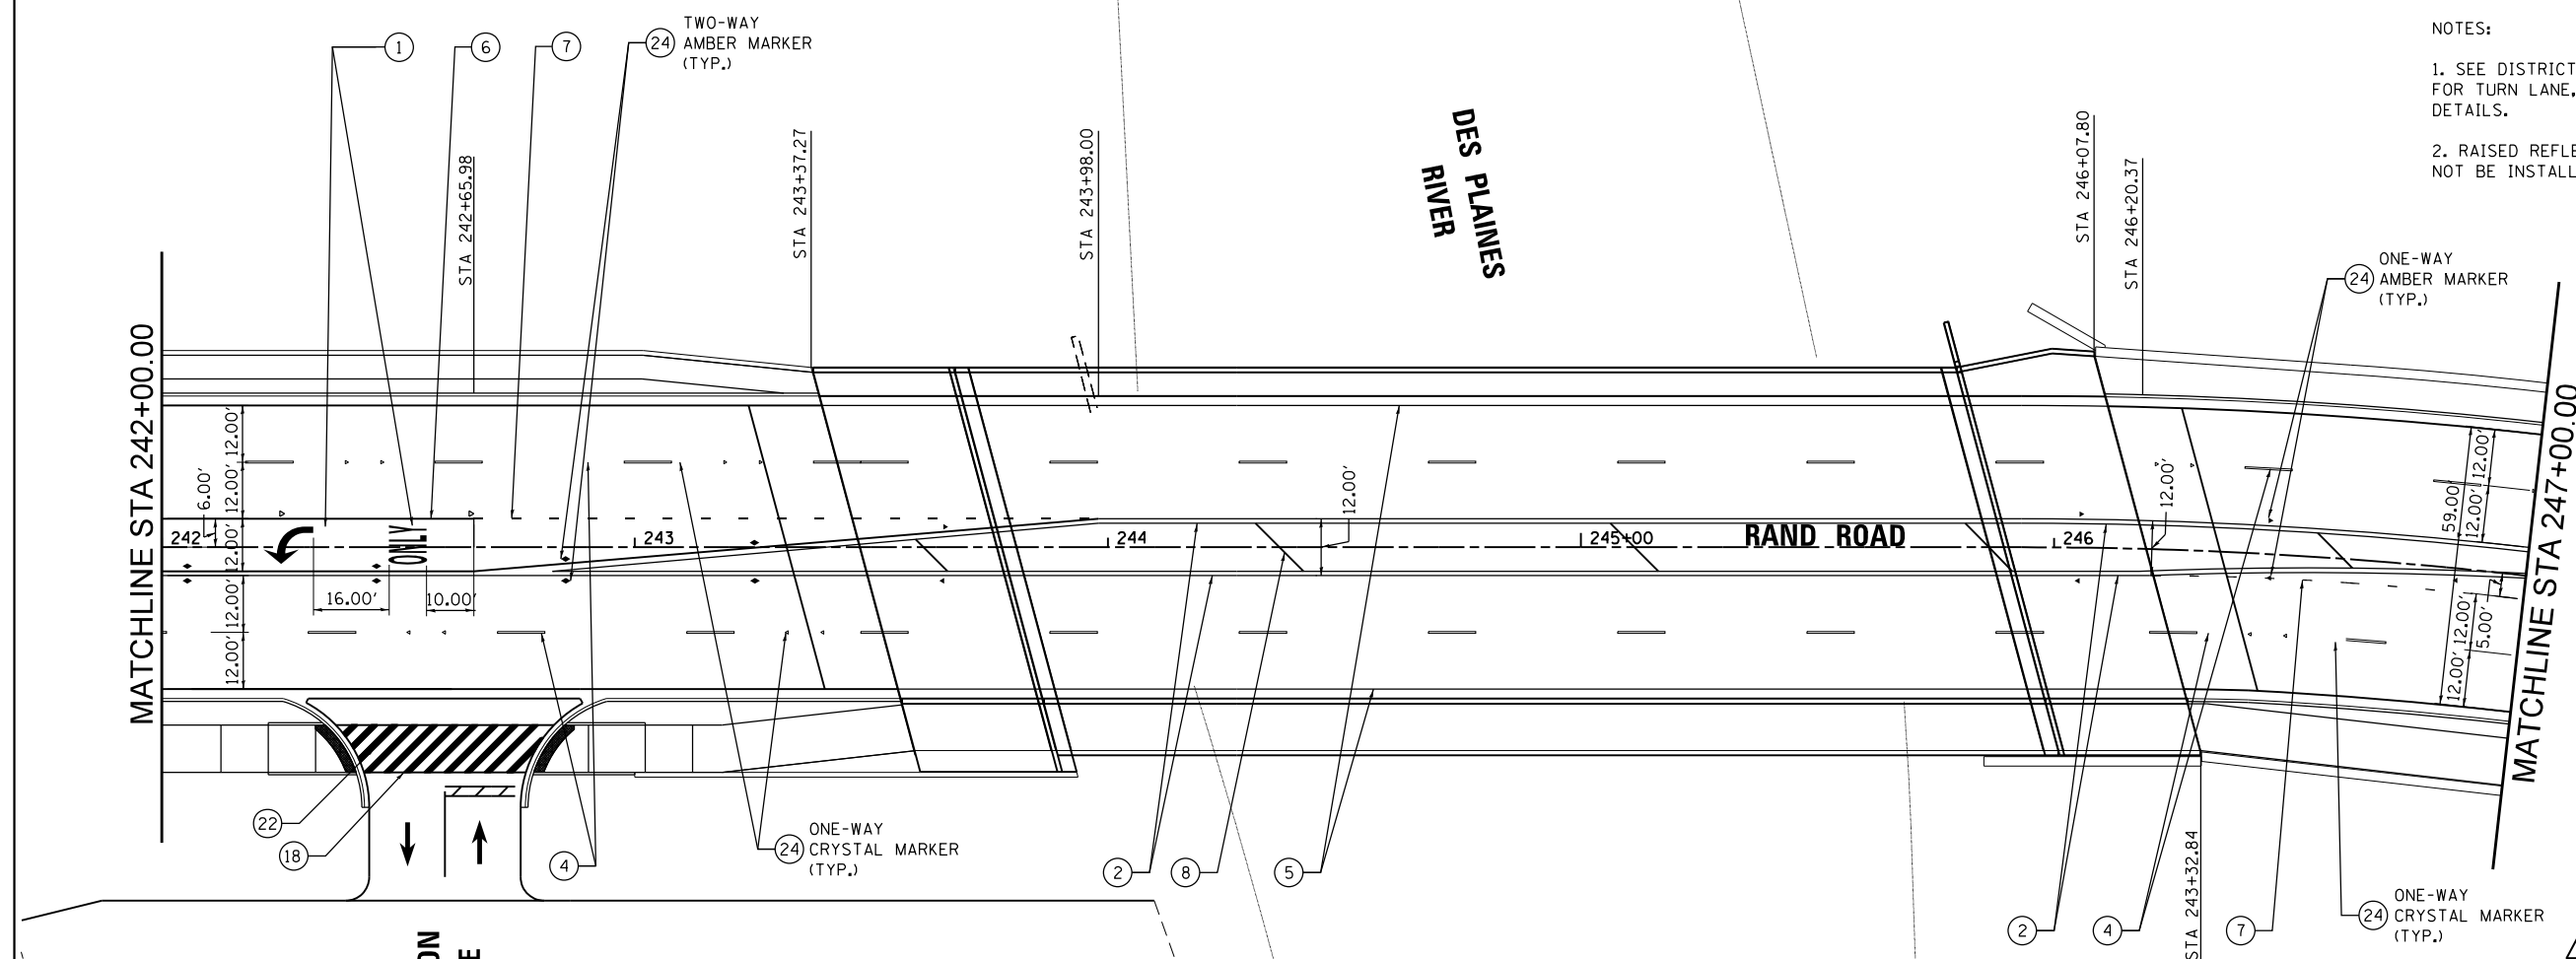 1
6
7
24
TWO-WAY
AMBER MARKER
(TYP.)
NOTES:
1. SEE DISTRICT
FOR TURN LANE,
DETAILS.
2. RAISED REFLE
NOT BE INSTALL
STA 242+65.98
STA 243+37.27
STA 243+98.00
DES PLAINES
RIVER
STA 246+07.80
STA 246+20.37
24
ONE-WAY
AMBER MARKER
(TYP.)
MATCHLINE STA 242+00.00
MATCHLINE STA 247+00.00
12.00'
12.00'
6.00'
12.00'
12.00'
12.00'
242
ONLY
243
244
245+00
RAND ROAD
246
12.00'
12.00'
16.00'
10.00'
59.00'
12.00'
12.00'
12.00'
5.00'
12.00'
22
18
4
24
ONE-WAY
CRYSTAL MARKER
(TYP.)
2
8
5
STA 243+32.84
2
4
7
24
ONE-WAY
CRYSTAL MARKER
(TYP.)
ON
E